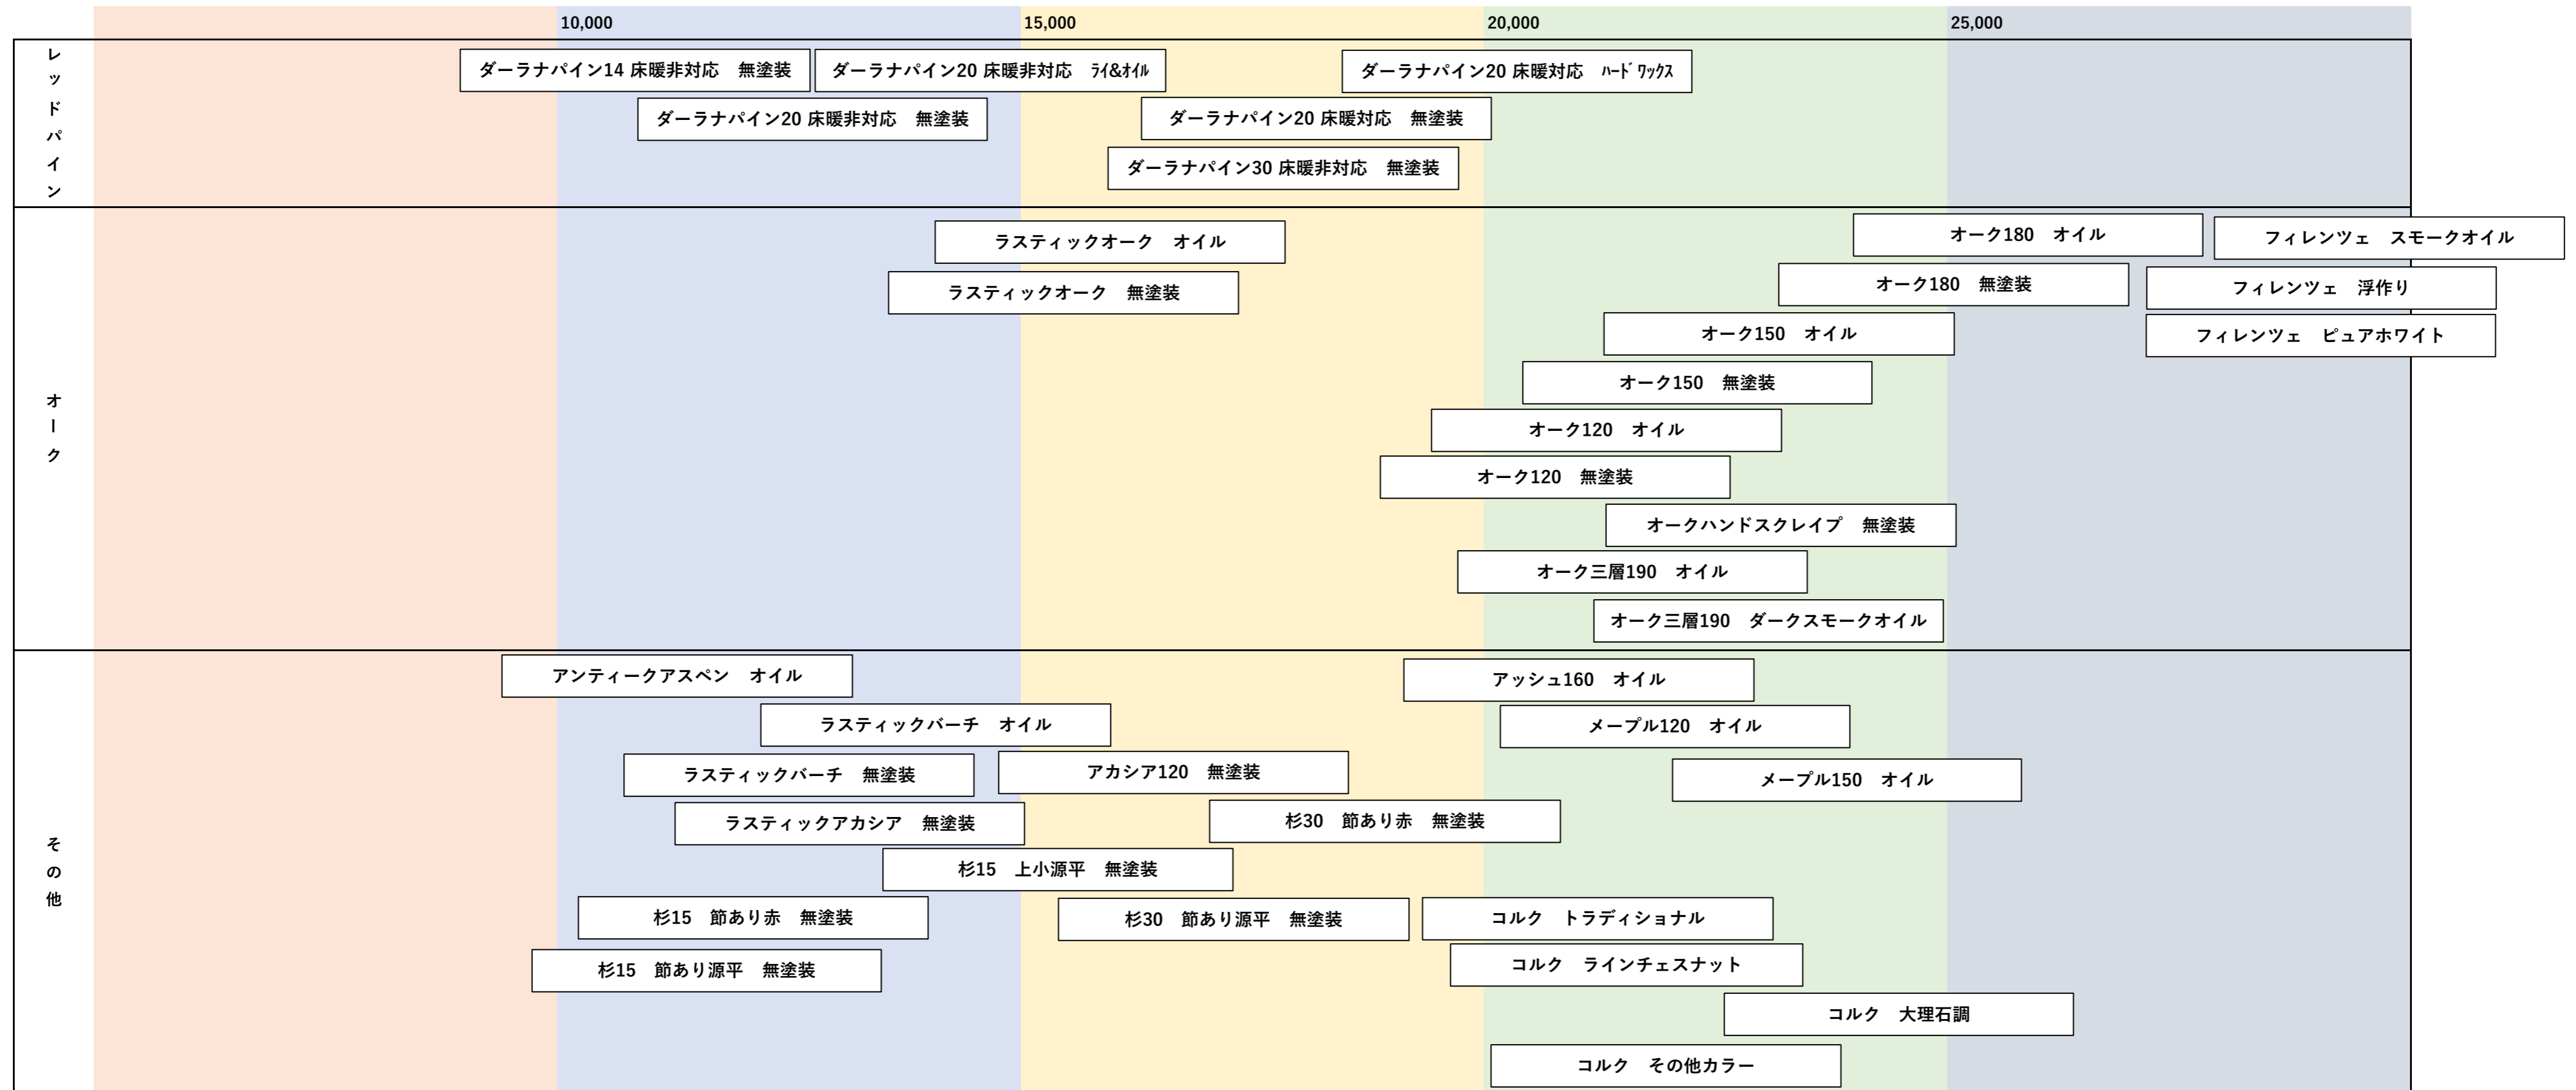 10,000 15,000 20,000 25,000
レッドパイン
ダーラナパイン14 床暖非対応　無塗装
ダーラナパイン20 床暖非対応　ﾗｲ&ｵｲﾙ
ダーラナパイン20 床暖対応　ﾊｰﾄﾞﾜｯｸｽ
ダーラナパイン20 床暖非対応　無塗装
ダーラナパイン20 床暖対応　無塗装
ダーラナパイン30 床暖非対応　無塗装
オーク
ラスティックオーク　オイル
オーク180　オイル
フィレンツェ　スモークオイル
ラスティックオーク　無塗装
オーク180　無塗装
フィレンツェ　浮作り
オーク150　オイル
フィレンツェ　ピュアホワイト
オーク150　無塗装
オーク120　オイル
オーク120　無塗装
オークハンドスクレイプ　無塗装
オーク三層190　オイル
オーク三層190　ダークスモークオイル
その他
アンティークアスペン　オイル
アッシュ160　オイル
ラスティックバーチ　オイル
メープル120　オイル
ラスティックバーチ　無塗装
アカシア120　無塗装
メープル150　オイル
ラスティックアカシア　無塗装
杉30　節あり赤　無塗装
杉15　上小源平　無塗装
杉15　節あり赤　無塗装
杉30　節あり源平　無塗装
コルク　トラディショナル
杉15　節あり源平　無塗装
コルク　ラインチェスナット
コルク　大理石調
コルク　その他カラー